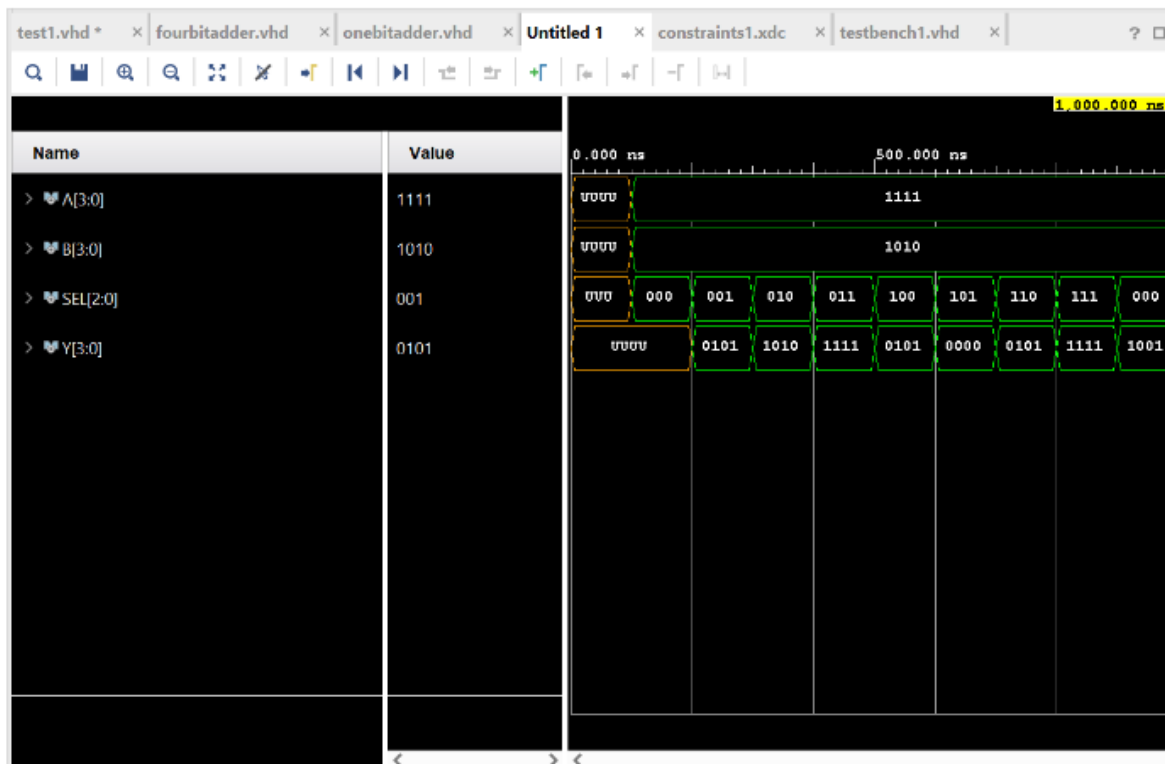 test1.vhd * × fourbitadder.vhd × onebitadder.vhd × Untitled 1 × constraints1.xdc × testbench1.vhd × ?
1,000.000 ns
Name Value 0.000 ns 500.000 ns
A[3:0] 1111 UUUU 1111
B[3:0] 1010 UUUU 1010
SEL[2:0] 001 UUU 000 001 010 011 100 101 110 111 000
Y[3:0] 0101 UUUU 0101 1010 1111 0101 0000 0101 1111 1001